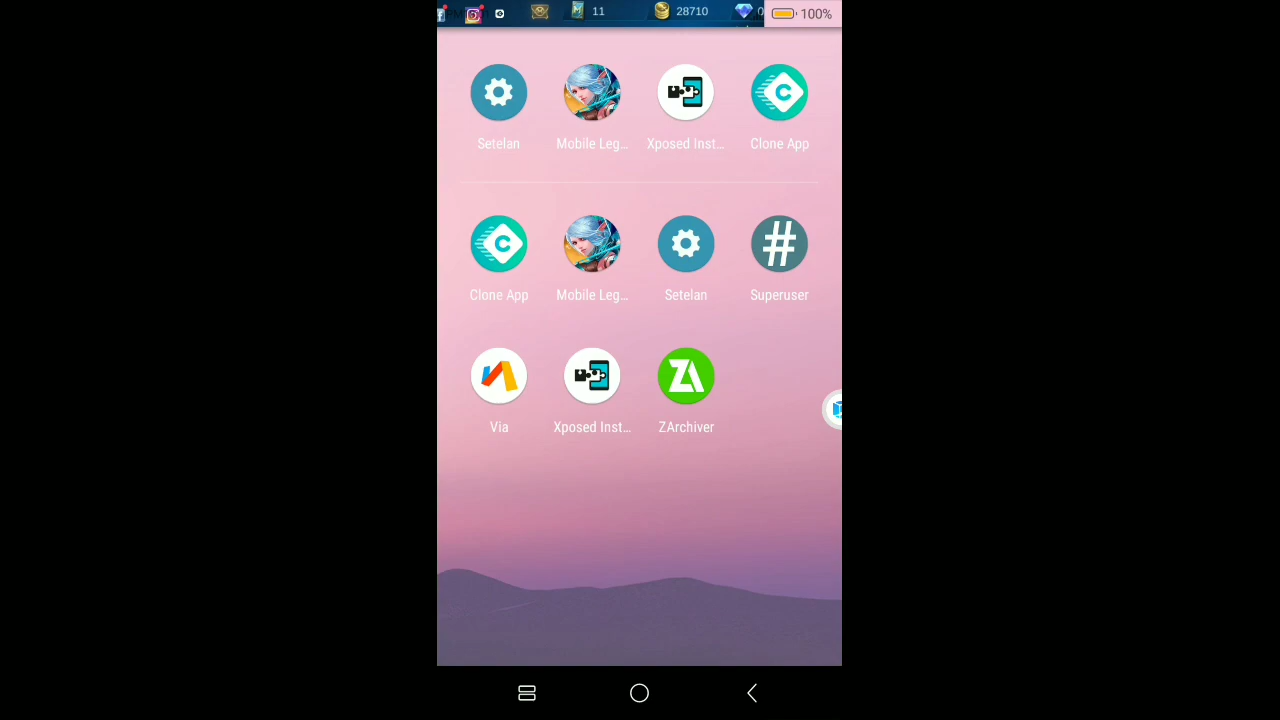 11 28710 0 100%
Setelan Mobile Leg... Xposed Inst... Clone App
Clone App Mobile Leg... Setelan Superuser
Via Xposed Inst... ZArchiver